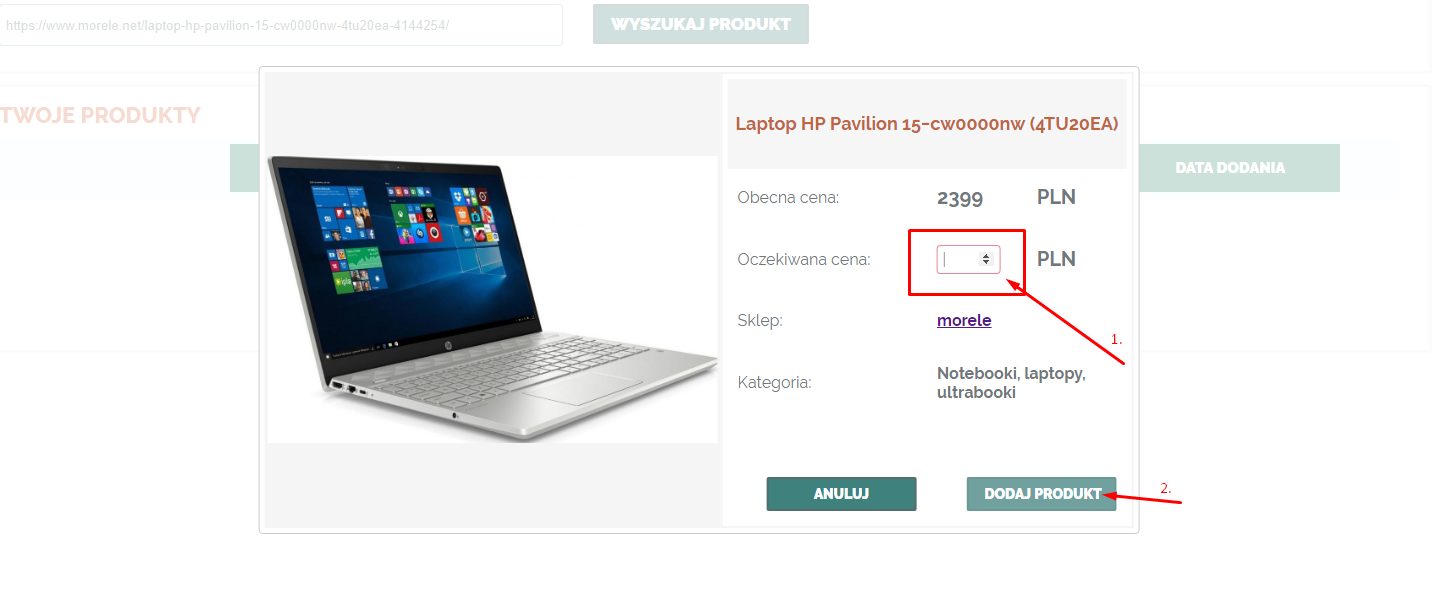 https://www.morele.net/laptop-hp-pavilion-15-cw0000nw-4tu20ea-4144254/
WYSZUKAJ PRODUKT
TWOJE PRODUKTY
DATA DODANIA
Laptop HP Pavilion 15-cw0000nw (4TU20EA)
Obecna cena: 2399 PLN
Oczekiwana cena: PLN
1.
Sklep: morele
Kategoria: Notebooki, laptopy,
ultrabooki
ANULUJ
DODAJ PRODUKT
2.